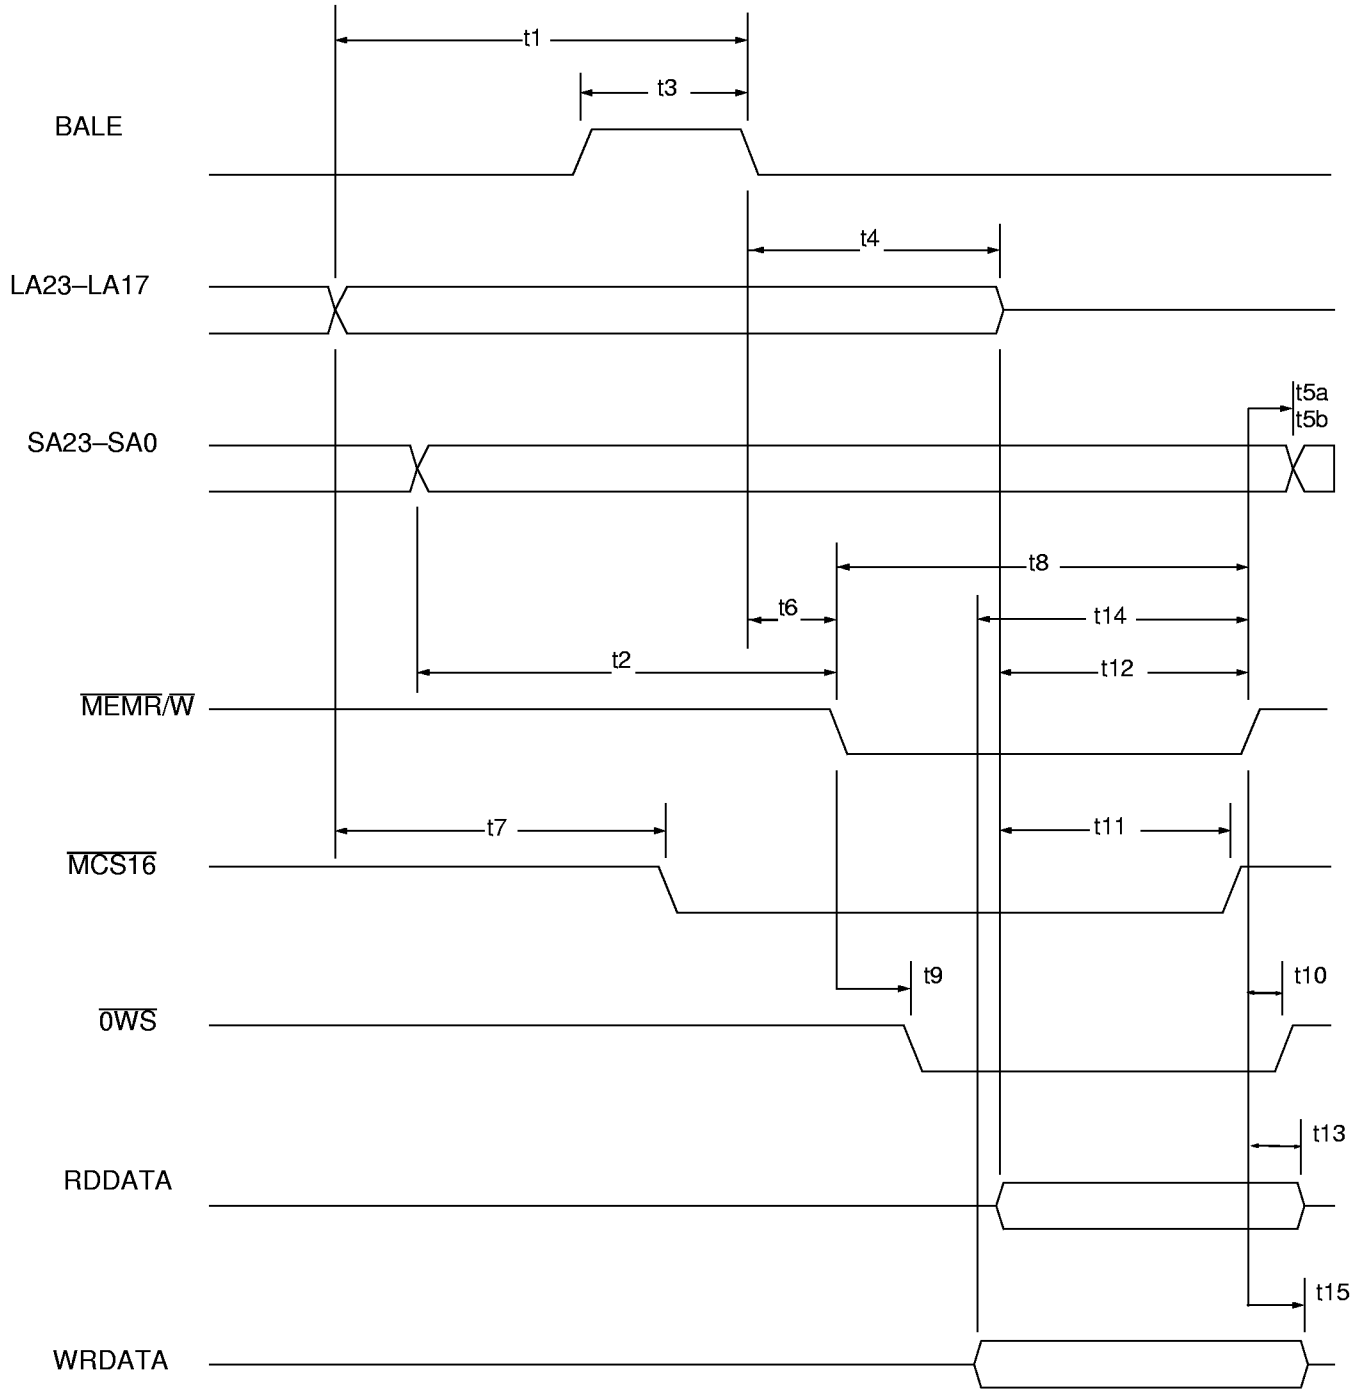 t1
t3
BALE
t4
LA23–LA17
t5a
t5b
SA23–SA0
t8
t6
t14
t2
t12
MEMR/W
t7
t11
MCS16
t9
t10
0WS
t13
RDDATA
t15
WRDATA